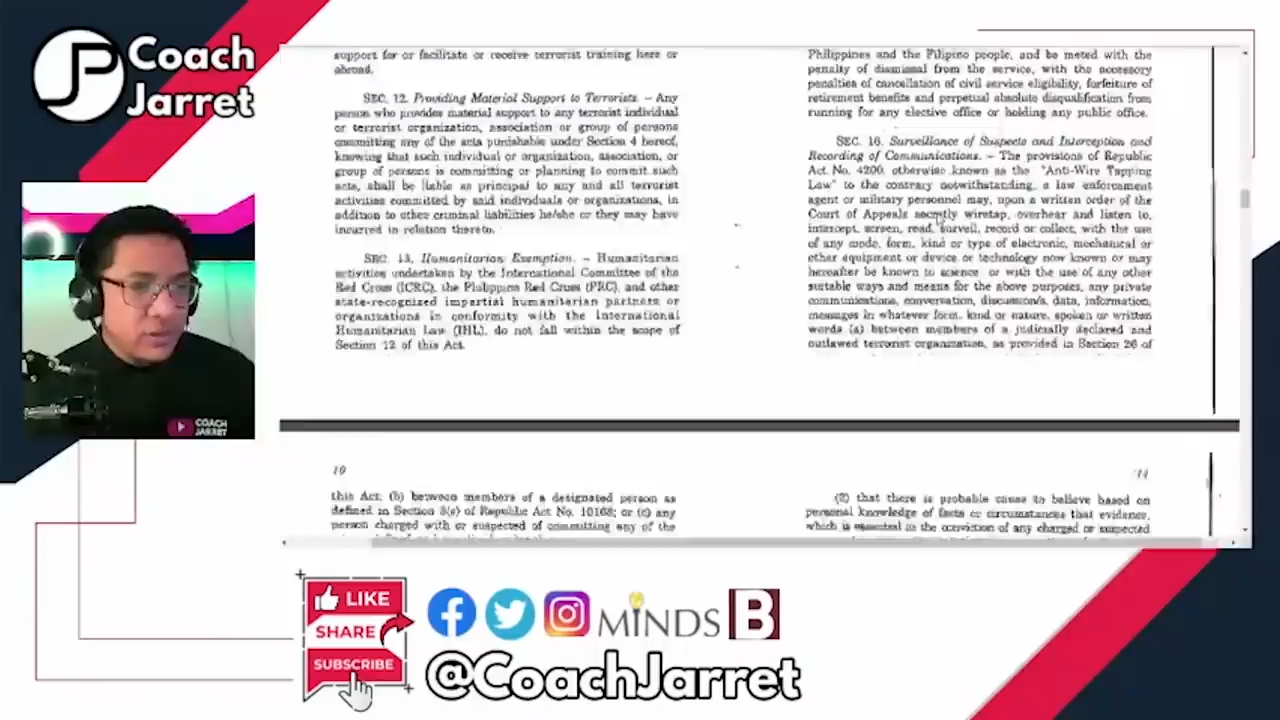 Coach
Jarret
support for or facilitate or receive terrorist training here or
abroad.
SEC. 12. Providing Material Support to Terrorists. – Any
person who provides material support to any terrorist individual
or terrorist organization, association or group of persons
committing any of the acts punishable under Section 4 hereof,
knowing that such individual or organization, association, or
group of persons is committing or planning to commit such
acts, shall be liable as principal to any and all terrorist
activities committed by said individuals or organizations, in
addition to other criminal liabilities he/she or they may have
incurred in relation thereto.
SEC. 13. Humanitarian Exemption. – Humanitarian
activities undertaken by the International Committee of the
Red Cross (ICRC), the Philippine Red Cross (PRC), and other
state-recognized impartial humanitarian partners or
organizations in conformity with the International
Humanitarian Law (IHL), do not fall within the scope of
Section 12 of this Act.
Philippines and the Filipino people, and be meted with the
penalty of dismissal from the service, with the accessory
penalties of cancellation of civil service eligibility, forfeiture of
retirement benefits and perpetual absolute disqualification from
running for any elective office or holding any public office.
SEC. 16. Surveillance of Suspects and Interception and
Recording of Communications. – The provisions of Republic
Act No. 4200, otherwise known as the "Anti-Wire Tapping
Law" to the contrary notwithstanding, a law enforcement
agent or military personnel may, upon a written order of the
Court of Appeals secretly wiretap, overhear and listen to,
intercept, screen, read, surveil, record or collect, with the use
of any mode, form, kind or type of electronic, mechanical or
other equipment or device or technology now known or may
hereafter be known to science or with the use of any other
suitable ways and means for the above purposes, any private
communications, conversation, discussion/s, data, information,
messages in whatever form, kind or nature, spoken or written
words (a) between members of a judicially declared and
outlawed terrorist organization, as provided in Section 26 of
10
this Act; (b) between members of a designated person as
defined in Section 3(e) of Republic Act No. 10168; or (c) any
person charged with or suspected of committing any of the
11
(2) that there is probable cause to believe based on
personal knowledge of facts or circumstances that evidence,
which is essential to the conviction of any charged or suspected
COACH
JARRET
LIKE
SHARE
SUBSCRIBE
MINDS
B
@CoachJarret